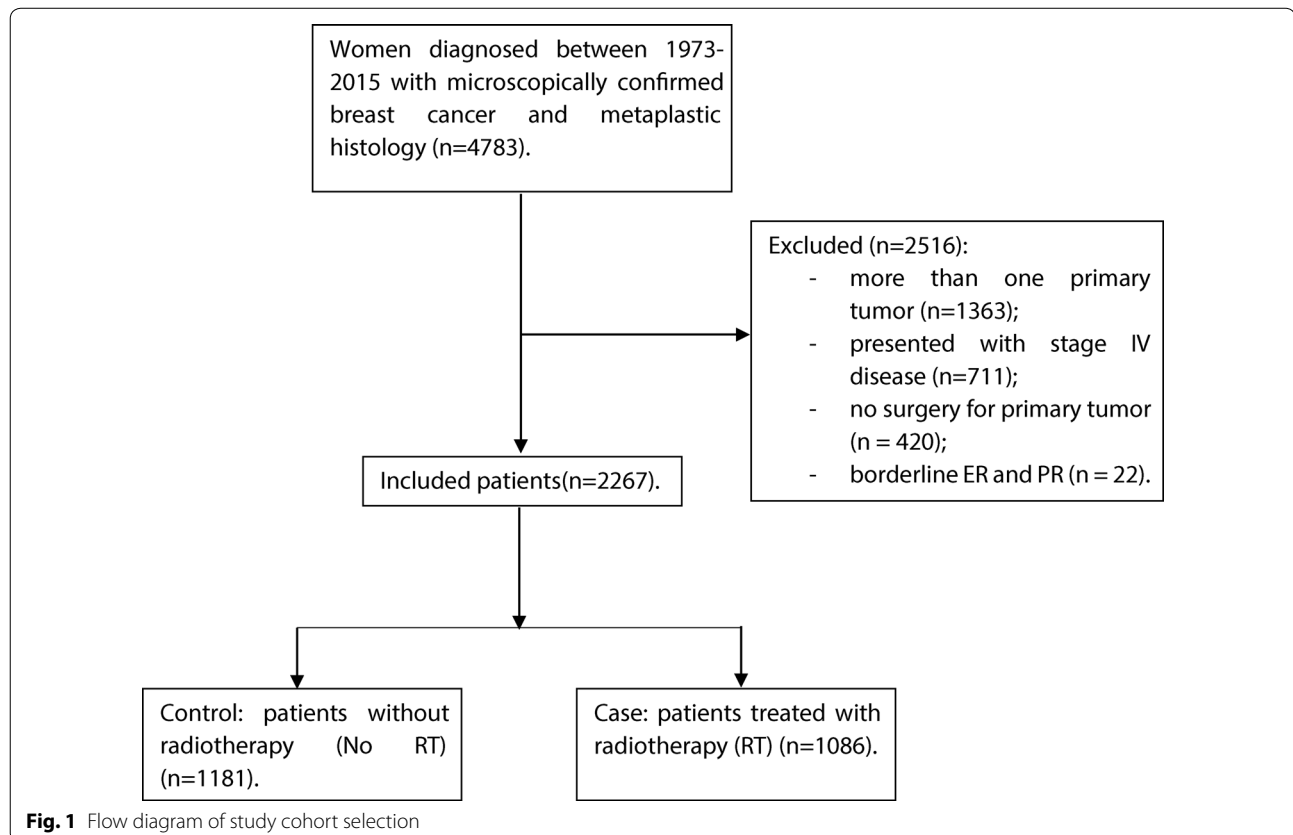 Women diagnosed between 1973-
2015 with microscopically confirmed
breast cancer and metaplastic
histology (n=4783).
Excluded (n=2516):
- more than one primary
tumor (n=1363);
- presented with stage IV
disease (n=711);
- no surgery for primary tumor
(n = 420);
- borderline ER and PR (n = 22).
Included patients(n=2267).
Control: patients without
radiotherapy (No RT)
(n=1181).
Case: patients treated with
radiotherapy (RT) (n=1086).
Fig. 1 Flow diagram of study cohort selection